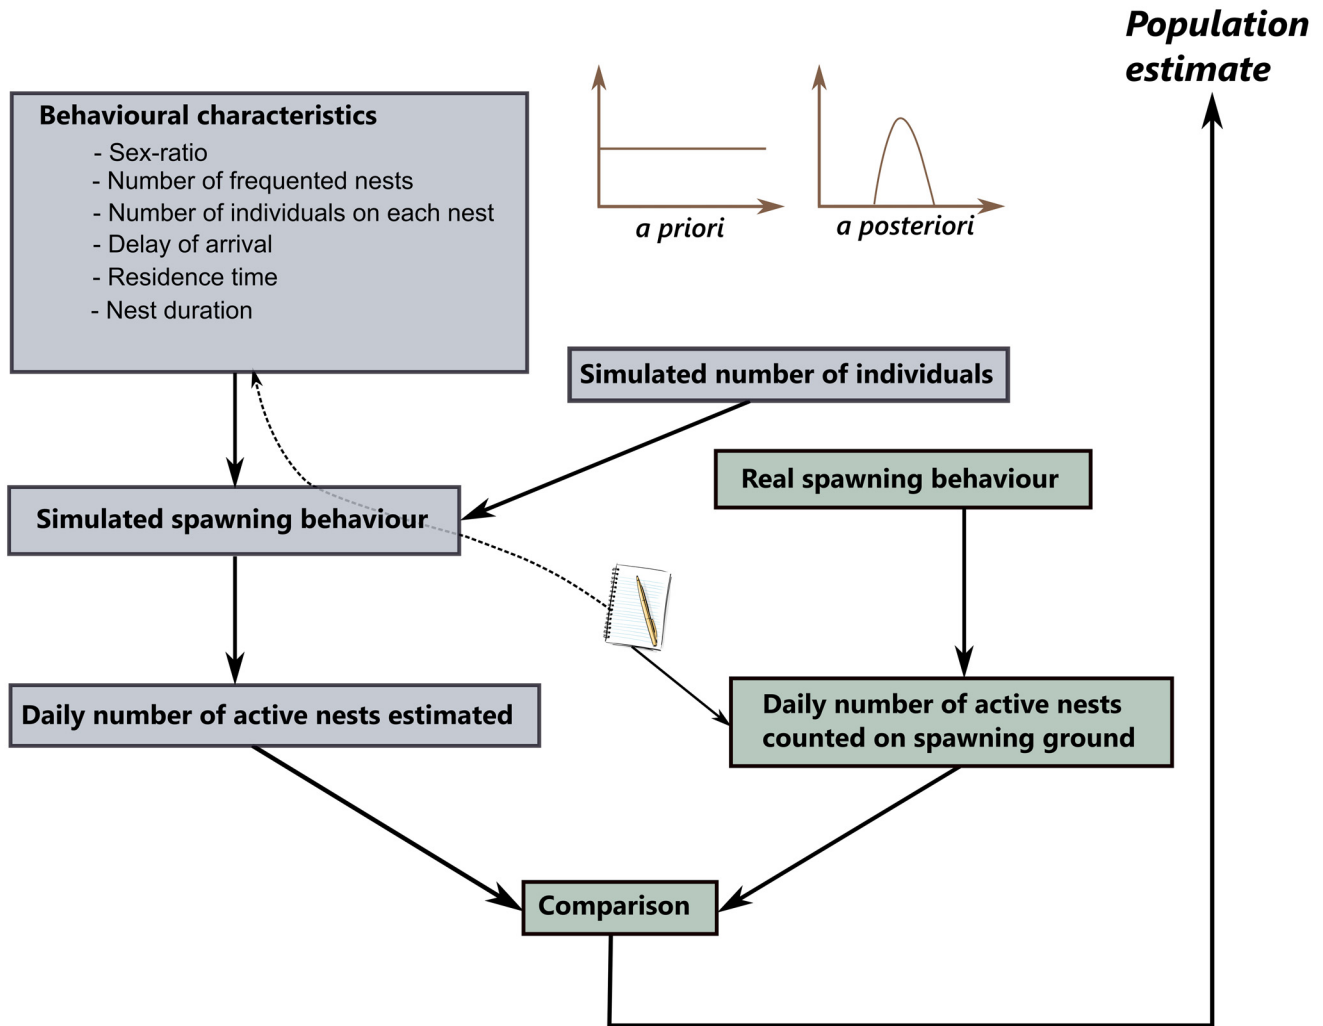 Population
estimate
Behavioural characteristics
- Sex-ratio
- Number of frequented nests
- Number of individuals on each nest
- Delay of arrival
- Residence time
- Nest duration
a priori
a posteriori
Simulated number of individuals
Real spawning behaviour
Simulated spawning behaviour
Daily number of active nests estimated
Daily number of active nests
counted on spawning ground
Comparison